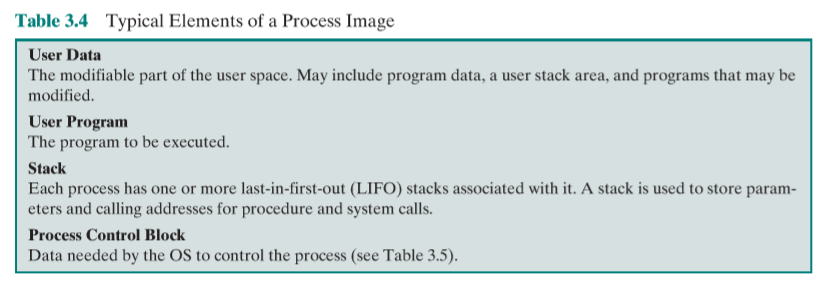 Table 3.4 Typical Elements of a Process Image
User Data
The modifiable part of the user space. May include program data, a user stack area, and programs that may be
modified.
User Program
The program to be executed.
Stack
Each process has one or more last-in-first-out (LIFO) stacks associated with it. A stack is used to store param-
eters and calling addresses for procedure and system calls.
Process Control Block
Data needed by the OS to control the process (see Table 3.5).